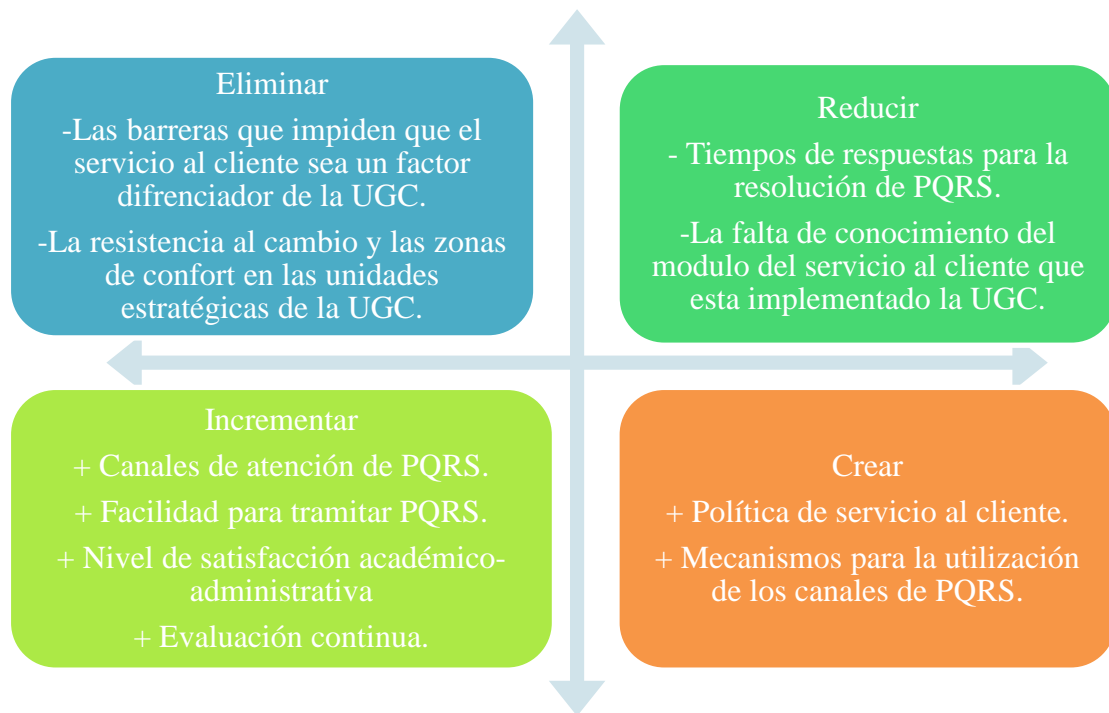 Eliminar
-Las barreras que impiden que el
servicio al cliente sea un factor
difrenciador de la UGC.
-La resistencia al cambio y las zonas
de confort en las unidades
estratégicas de la UGC.
Reducir
- Tiempos de respuestas para la
resolución de PQRS.
-La falta de conocimiento del
modulo del servicio al cliente que
esta implementado la UGC.
Incrementar
+ Canales de atención de PQRS.
+ Facilidad para tramitar PQRS.
+ Nivel de satisfacción académico-
administrativa
+ Evaluación continua.
Crear
+ Política de servicio al cliente.
+ Mecanismos para la utilización
de los canales de PQRS.